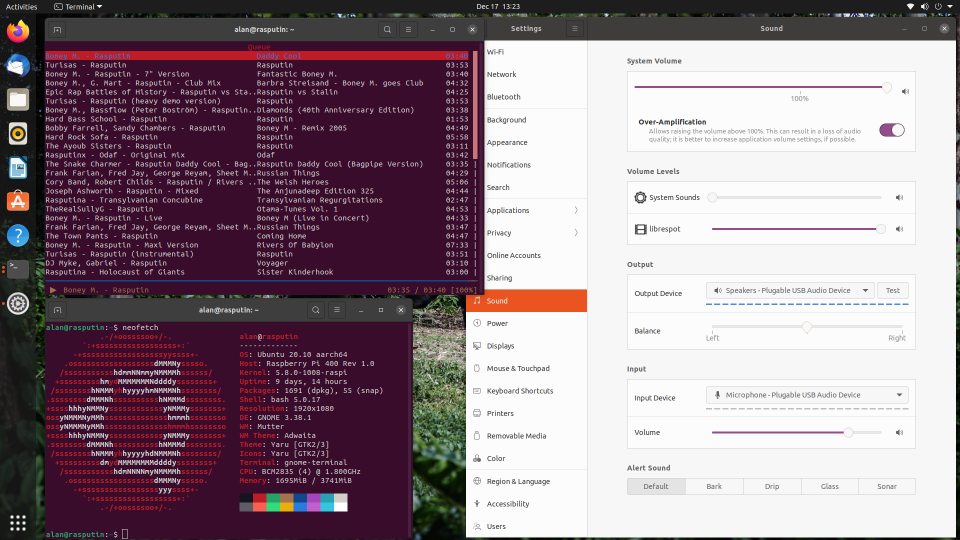 Activities
Terminal
Dec 17 13:23
alan@rasputin: ~
Queue
Boney M. - Rasputin Daddy Cool 03:40
Turisas - Rasputin Rasputin 03:53
Boney M. - Rasputin - 7" Version Fantastic Boney M. 03:40
Boney M., G. Mart - Rasputin - Club Mix Barbra Streisand - Boney M. goes Club 04:32
Epic Rap Battles of History - Rasputin vs Sta..Rasputin vs Stalin 04:25
Turisas - Rasputin (heavy demo version) Rasputin 03:53
Boney M., Bassflow (Peter Boström) - Rasputin..Diamonds (40th Anniversary Edition) 03:38
Hard Bass School - Rasputin Rasputin 01:53
Bobby Farrell, Sandy Chambers - Rasputin Boney M - Remix 2005 04:49
Hard Rock Sofa - Rasputin Rasputin 05:58
The Ayoub Sisters - Rasputin Rasputin 03:11
Rasputinx - Odaf - Original mix Odaf 03:42
The Snake Charmer - Rasputin Daddy Cool - Bag..Rasputin Daddy Cool (Bagpipe Version) 03:35
Frank Farian, Fred Jay, George Reyam, Sheet M..Russian Things 04:29
Cory Band, Robert Childs - Rasputin / Rivers ..The Welsh Heroes 05:06
Joseph Ashworth - Rasputin - Mixed The Anjunadeep Edition 325 04:44
Rasputina - Transylvanian Concubine Transylvanian Regurgitations 02:47
TheRealSullyG - Rasputin Otama-Tunes Vol. 1 04:53
Boney M. - Rasputin - Live Boney M (Live in Concert) 04:33
Frank Farian, Fred Jay, George Reyam, Sheet M..Russian Things 03:47
The Town Pants - Rasputin Coming Home 04:47
Boney M. - Rasputin - Maxi Version Rivers Of Babylon 07:33
Turisas - Rasputin (instrumental) Rasputin 03:51
DJ Myke, Gabriel - Rasputin Voyager 03:10
Rasputina - Holocaust of Giants Sister Kinderhook 03:00
Boney M. - Rasputin 03:35 / 03:40 [100%]
alan@rasputin: ~
alan@rasputin:~$ neofetch
alan@rasputin
-------------
OS: Ubuntu 20.10 aarch64
Host: Raspberry Pi 400 Rev 1.0
Kernel: 5.8.0-1008-raspi
Uptime: 9 days, 14 hours
Packages: 1691 (dpkg), 55 (snap)
Shell: bash 5.0.17
Resolution: 1920x1080
DE: GNOME 3.38.1
WM: Mutter
WM Theme: Adwaita
Theme: Yaru [GTK2/3]
Icons: Yaru [GTK2/3]
Terminal: gnome-terminal
CPU: BCM2835 (4) @ 1.800GHz
Memory: 1695MiB / 3741MiB
alan@rasputin:~$
Settings
Wi-Fi
Network
Bluetooth
Background
Appearance
Notifications
Search
Applications
Privacy
Online Accounts
Sharing
Sound
Power
Displays
Mouse & Touchpad
Keyboard Shortcuts
Printers
Removable Media
Color
Region & Language
Accessibility
Users
Sound
System Volume
100%
Over-Amplification
Allows raising the volume above 100%. This can result in a loss of audio
quality; it is better to increase application volume settings, if possible.
Volume Levels
System Sounds
librespot
Output
Output Device
Speakers - Plugable USB Audio Device
Test
Balance
Left
Right
Input
Input Device
Microphone - Plugable USB Audio Device
Volume
Alert Sound
Default
Bark
Drip
Glass
Sonar